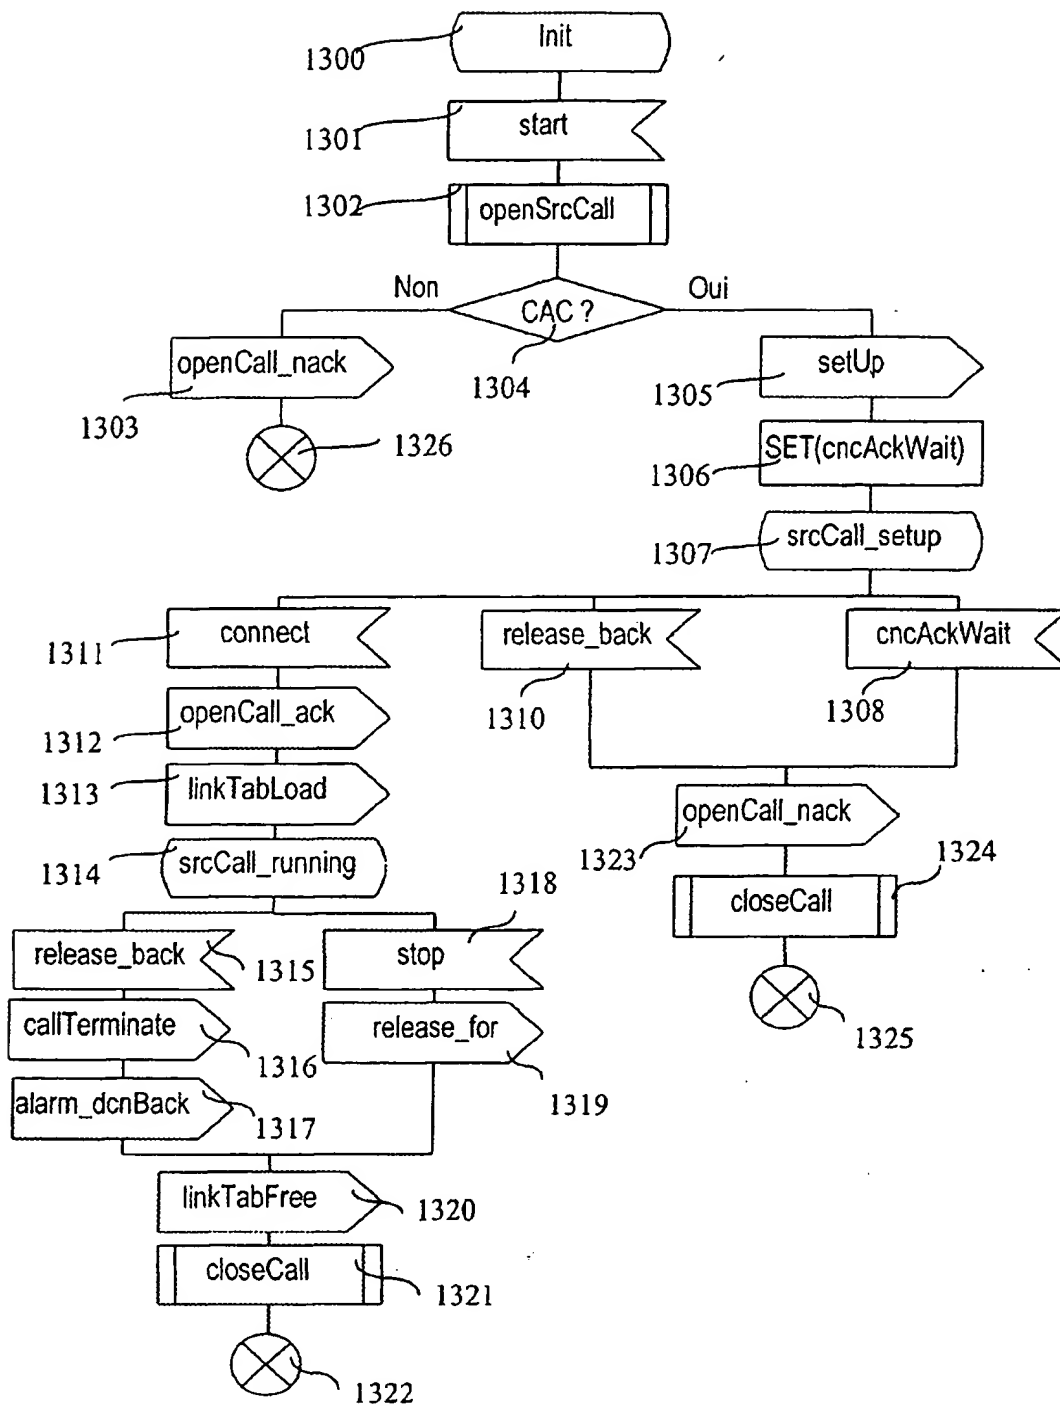 Init
1300
start
1301
1302
openSrcCall
Non
CAC ?
Oui
1304
openCall_nack
1303
1326
setUp
1305
SET(cncAckWait)
1306
srcCall_setup
1307
connect
1311
release_back
1310
cncAckWait
1308
openCall_ack
1312
linkTabLoad
1313
srcCall_running
1314
openCall_nack
1323
1324
closeCall
1325
1318
release_back
1315
stop
callTerminate
1316
release_for
1319
alarm_dcnBack
1317
linkTabFree
1320
closeCall
1321
1322